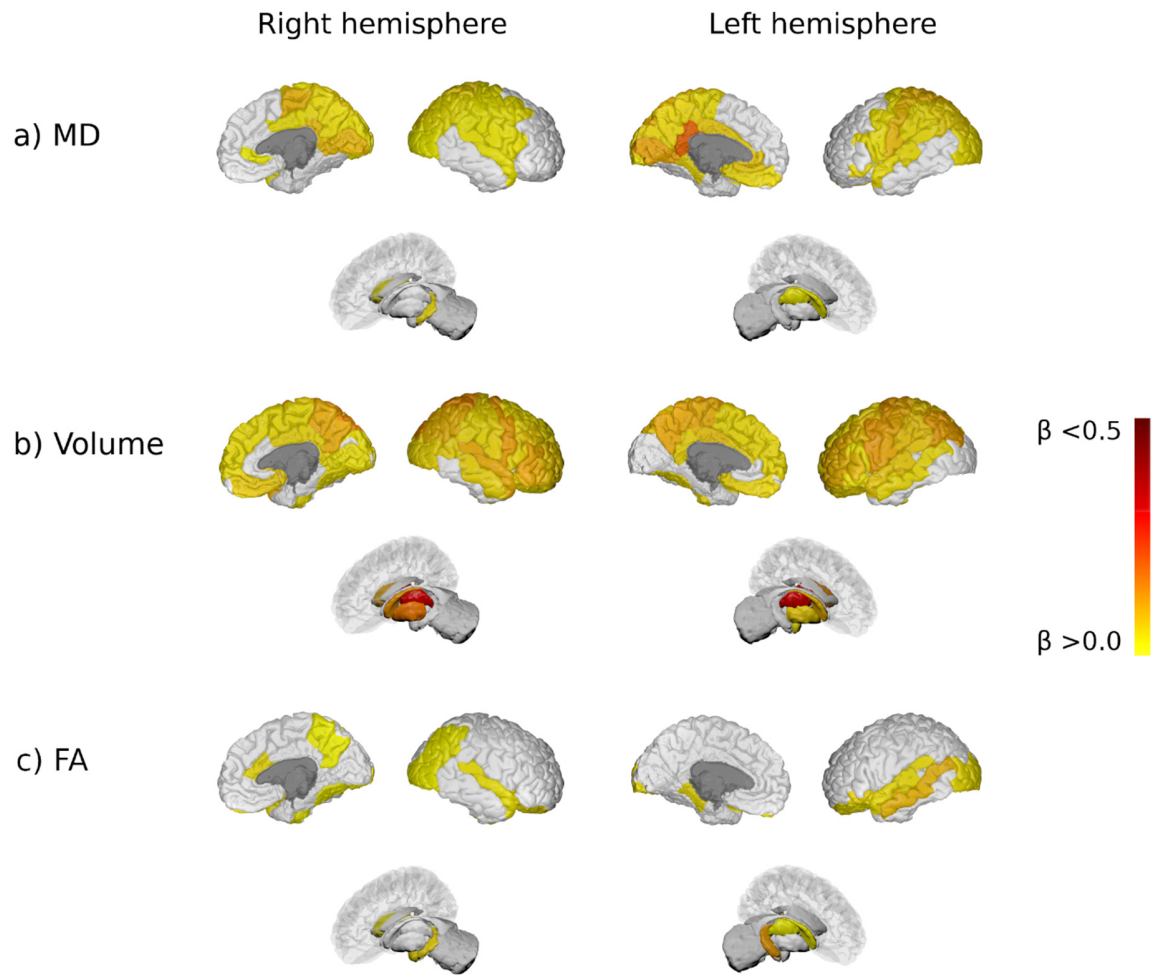 Right hemisphere
Left hemisphere
a) MD
b) Volume
β <0.5
β >0.0
c) FA